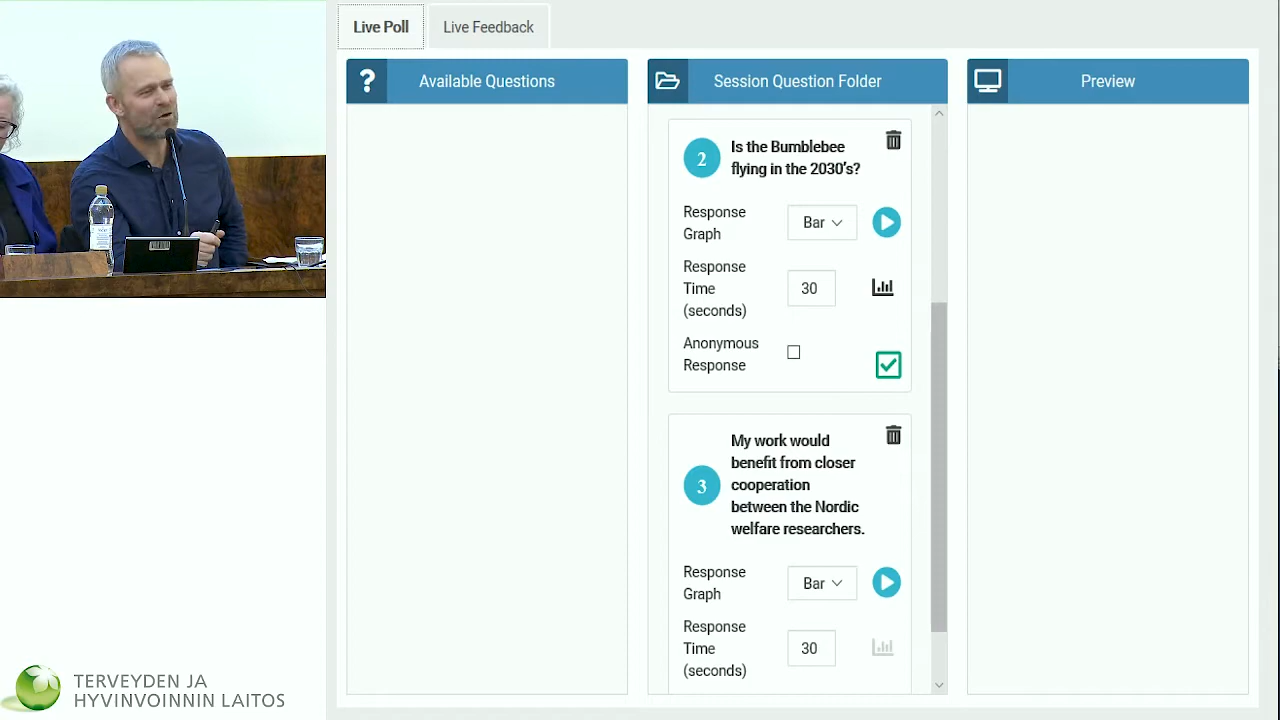 Live Poll
Live Feedback
?
Available Questions
Session Question Folder
Preview
2
Is the Bumblebee
flying in the 2030's?
Response
Graph
Bar
Response
Time
(seconds)
30
Anonymous
Response
3
My work would
benefit from closer
cooperation
between the Nordic
welfare researchers.
Response
Graph
Bar
Response
Time
(seconds)
30
TERVEYDEN JA
HYVINVOINNIN LAITOS